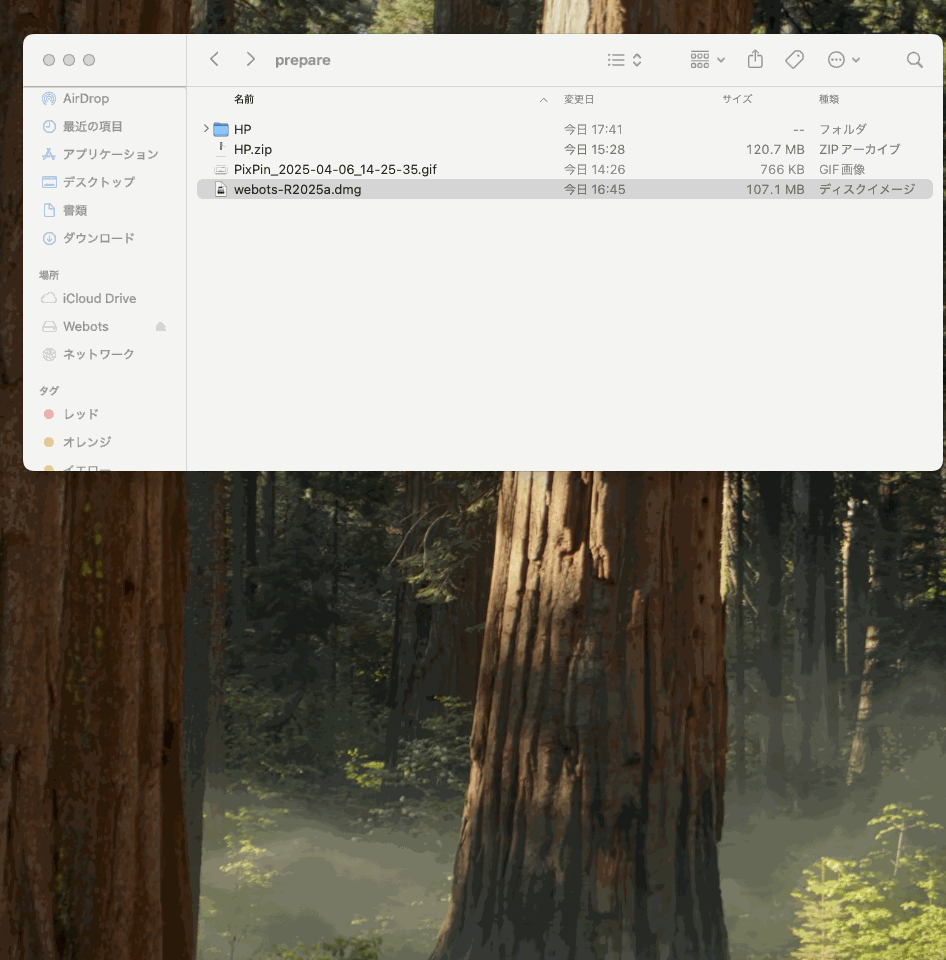 prepare
AirDrop
最近の項目
アプリケーション
デスクトップ
書類
ダウンロード
場所
iCloud Drive
Webots
ネットワーク
タグ
レッド
オレンジ
イエロー
名前 変更日 サイズ 種類
HP 今日 17:41 -- フォルダ
HP.zip 今日 15:28 120.7 MB ZIPアーカイブ
PixPin_2025-04-06_14-25-35.gif 今日 14:26 766 KB GIF画像
webots-R2025a.dmg 今日 16:45 107.1 MB ディスクイメージ